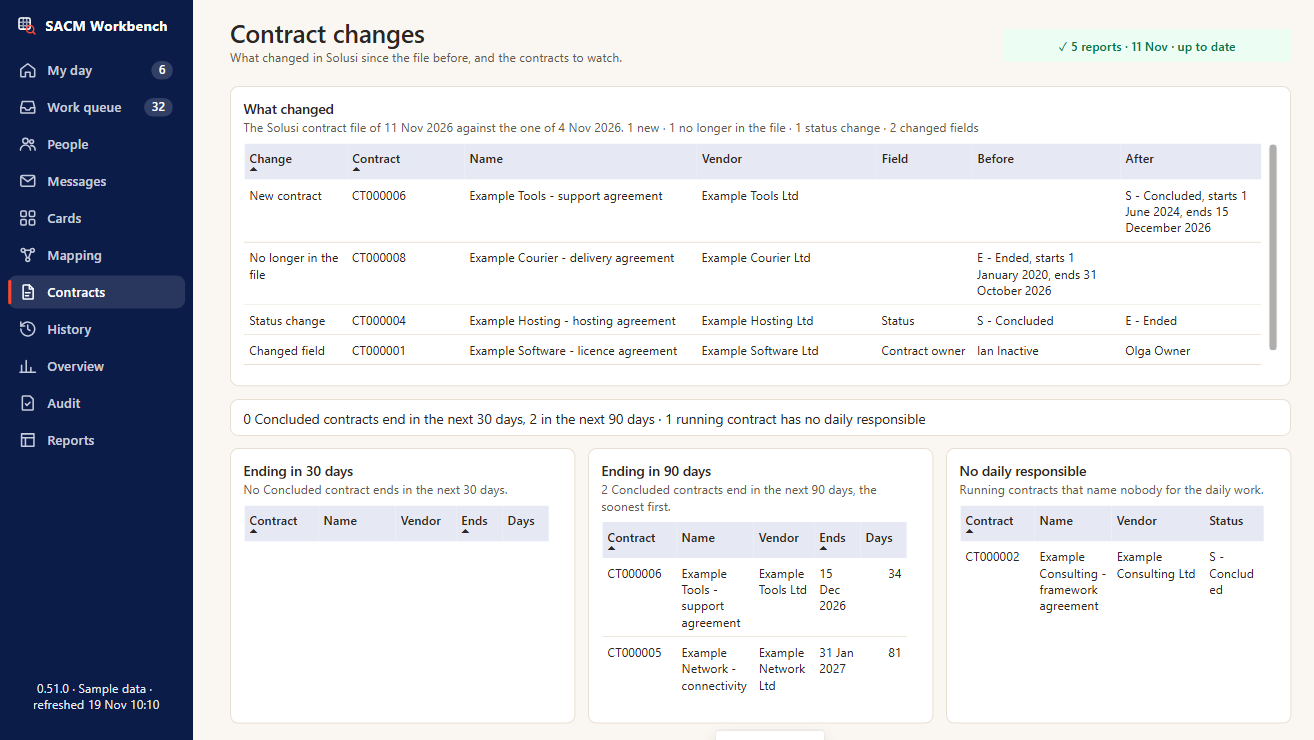 SACM Workbench
My day 6
Work queue 32
People
Messages
Cards
Mapping
Contracts
History
Overview
Audit
Reports
0.51.0 · Sample data ·
refreshed 19 Nov 10:10
Contract changes
What changed in Solusi since the file before, and the contracts to watch.
✓ 5 reports · 11 Nov · up to date
What changed
The Solusi contract file of 11 Nov 2026 against the one of 4 Nov 2026. 1 new · 1 no longer in the file · 1 status change · 2 changed fields
Change Contract Name Vendor Field Before After
New contract CT000006 Example Tools - support agreement Example Tools Ltd S - Concluded, starts 1
June 2024, ends 15
December 2026
No longer in the CT000008 Example Courier - delivery agreement Example Courier Ltd E - Ended, starts 1
file January 2020, ends 31
October 2026
Status change CT000004 Example Hosting - hosting agreement Example Hosting Ltd Status S - Concluded E - Ended
Changed field CT000001 Example Software - licence agreement Example Software Ltd Contract owner Ian Inactive Olga Owner
0 Concluded contracts end in the next 30 days, 2 in the next 90 days · 1 running contract has no daily responsible
Ending in 30 days
No Concluded contract ends in the next 30 days.
Contract Name Vendor Ends Days
Ending in 90 days
2 Concluded contracts end in the next 90 days, the
soonest first.
Contract Name Vendor Ends Days
CT000006 Example Example 15 34
Tools - Tools Ltd Dec
support 2026
agreement
CT000005 Example Example 31 Jan 81
Network - Network 2027
connectivity Ltd
No daily responsible
Running contracts that name nobody for the daily work.
Contract Name Vendor Status
CT000002 Example Example S -
Consulting - Consulting Ltd Conclud
framework ed
agreement